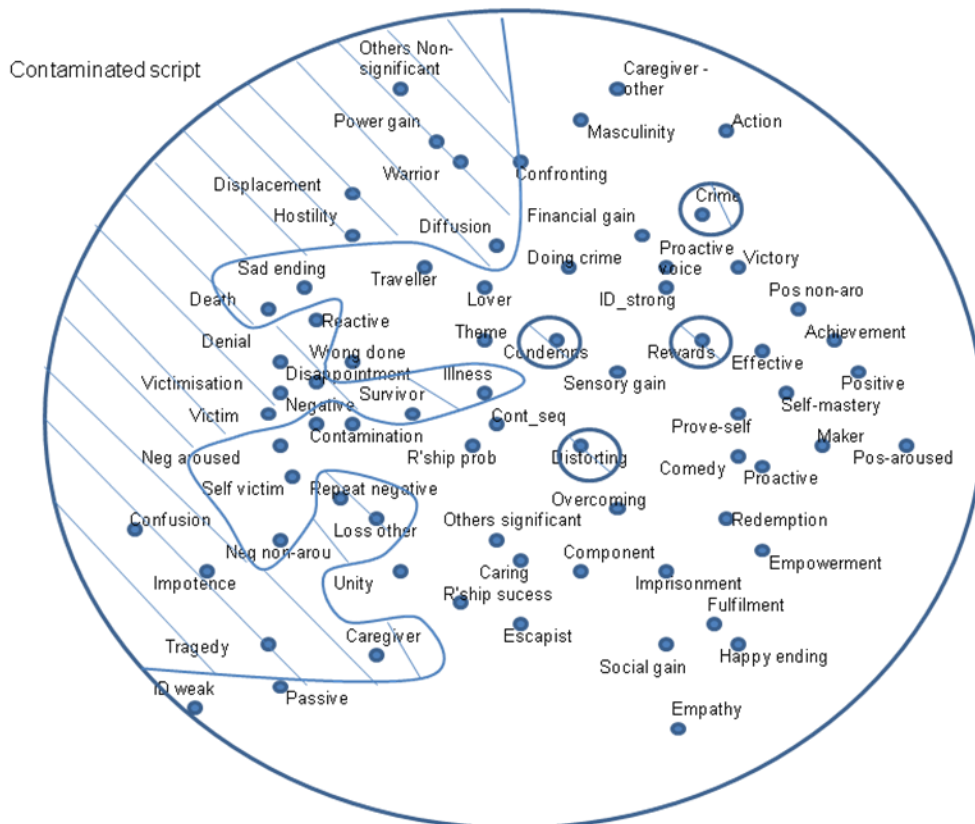 Others Non-
significant
Caregiver -
other
Contaminated script
Power gain
Masculinity
Action
Warrior
Confronting
Displacement
Crime
Hostility
Diffusion
Financial gain
Sad ending
Traveller
Doing crime
Proactive
voice
Victory
Death
Lover
ID_strong
Pos non-aro
Reactive
Denial
Wrong done
Theme
Condemns
Rewards
Achievement
Effective
Victimisation
Disappointment
Illness
Sensory gain
Positive
Survivor
Self-mastery
Victim
Negative
Cont_seq
Prove-self
Contamination
Maker
Neg aroused
R'ship prob
Distorting
Comedy
Pos-aroused
Proactive
Self victim
Repeat negative
Overcoming
Confusion
Loss other
Others significant
Redemption
Neg non-arou
Component
Empowerment
Impotence
Unity
Caring
Imprisonment
R'ship sucess
Fulfilment
Tragedy
Caregiver
Escapist
Social gain
Happy ending
ID weak
Passive
Empathy